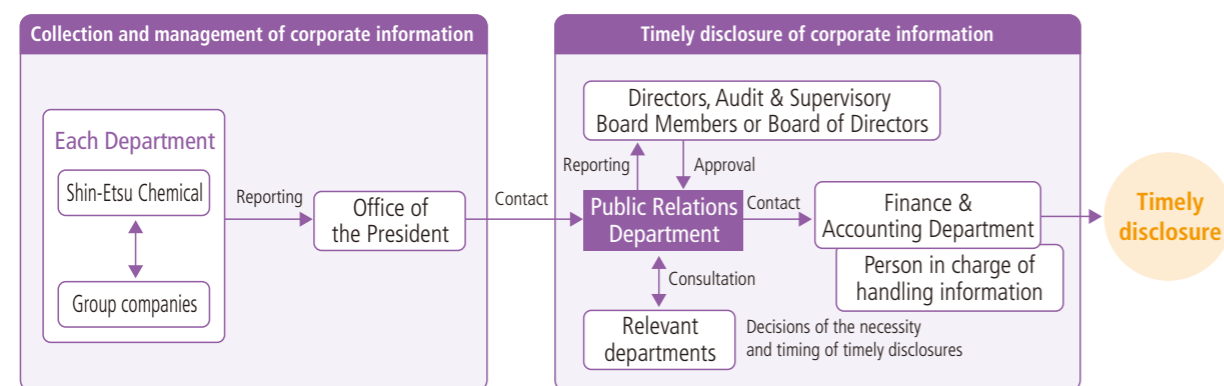 Collection and management of corporate information
Each Department
Shin-Etsu Chemical
Group companies
Reporting
Office of
the President
Contact
Timely disclosure of corporate information
Directors, Audit & Supervisory
Board Members or Board of Directors
Reporting
Approval
Public Relations
Department
Contact
Consultation
Relevant
departments
Decisions of the necessity
and timing of timely disclosures
Finance &
Accounting Department
Person in charge of
handling information
Timely
disclosure